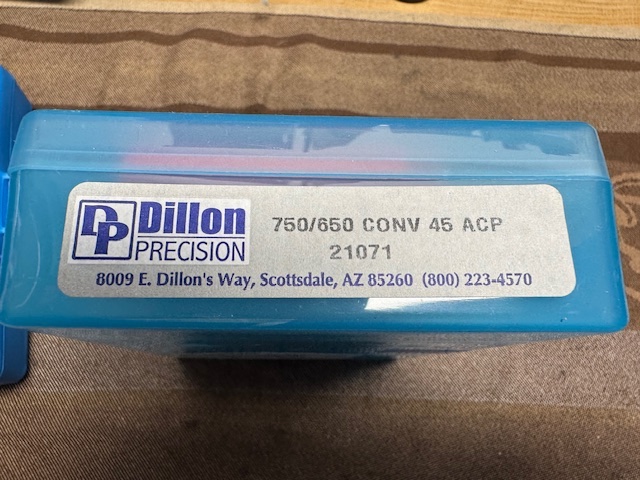 DP Dillon PRECISION
750/650 CONV 45 ACP
21071
8009 E. Dillon's Way, Scottsdale, AZ 85260 (800) 223-4570